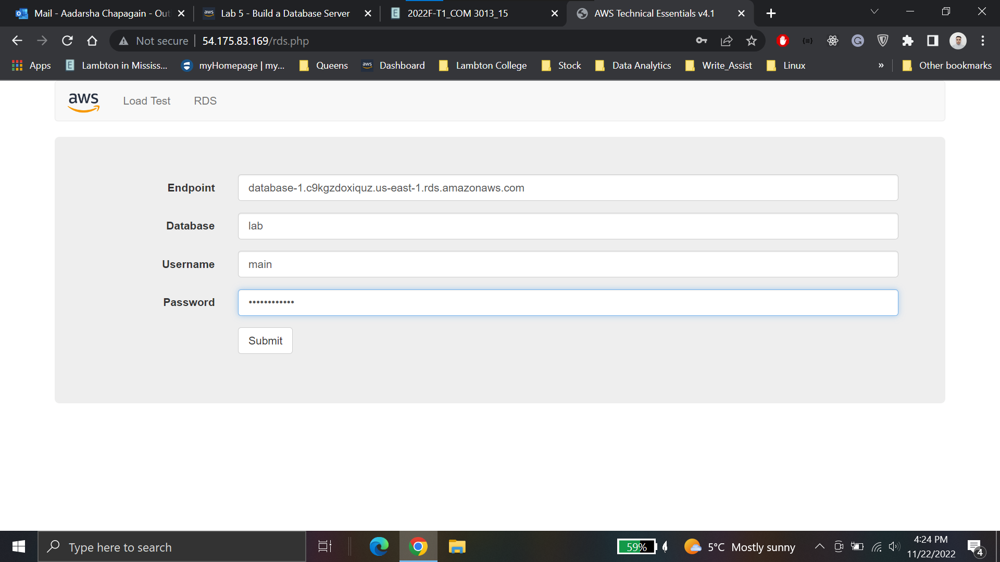 Mail - Aadarsha Chapagain - Out
aws Lab 5 - Build a Database Server
E 2022F-T1_COM 3013_15
AWS Technical Essentials v4.1
Not secure 54.175.83.169/rds.php
Apps
E Lambton in Mississ...
myHomepage | my...
Queens
aws Dashboard
Lambton College
Stock
Data Analytics
Write_Assist
Linux
»
Other bookmarks
aws Load Test RDS
Endpoint database-1.c9kgzdoxiquz.us-east-1.rds.amazonaws.com
Database lab
Username main
Password ••••••••••••
Submit
Type here to search
59%
5°C Mostly sunny
4:24 PM
11/22/2022
4